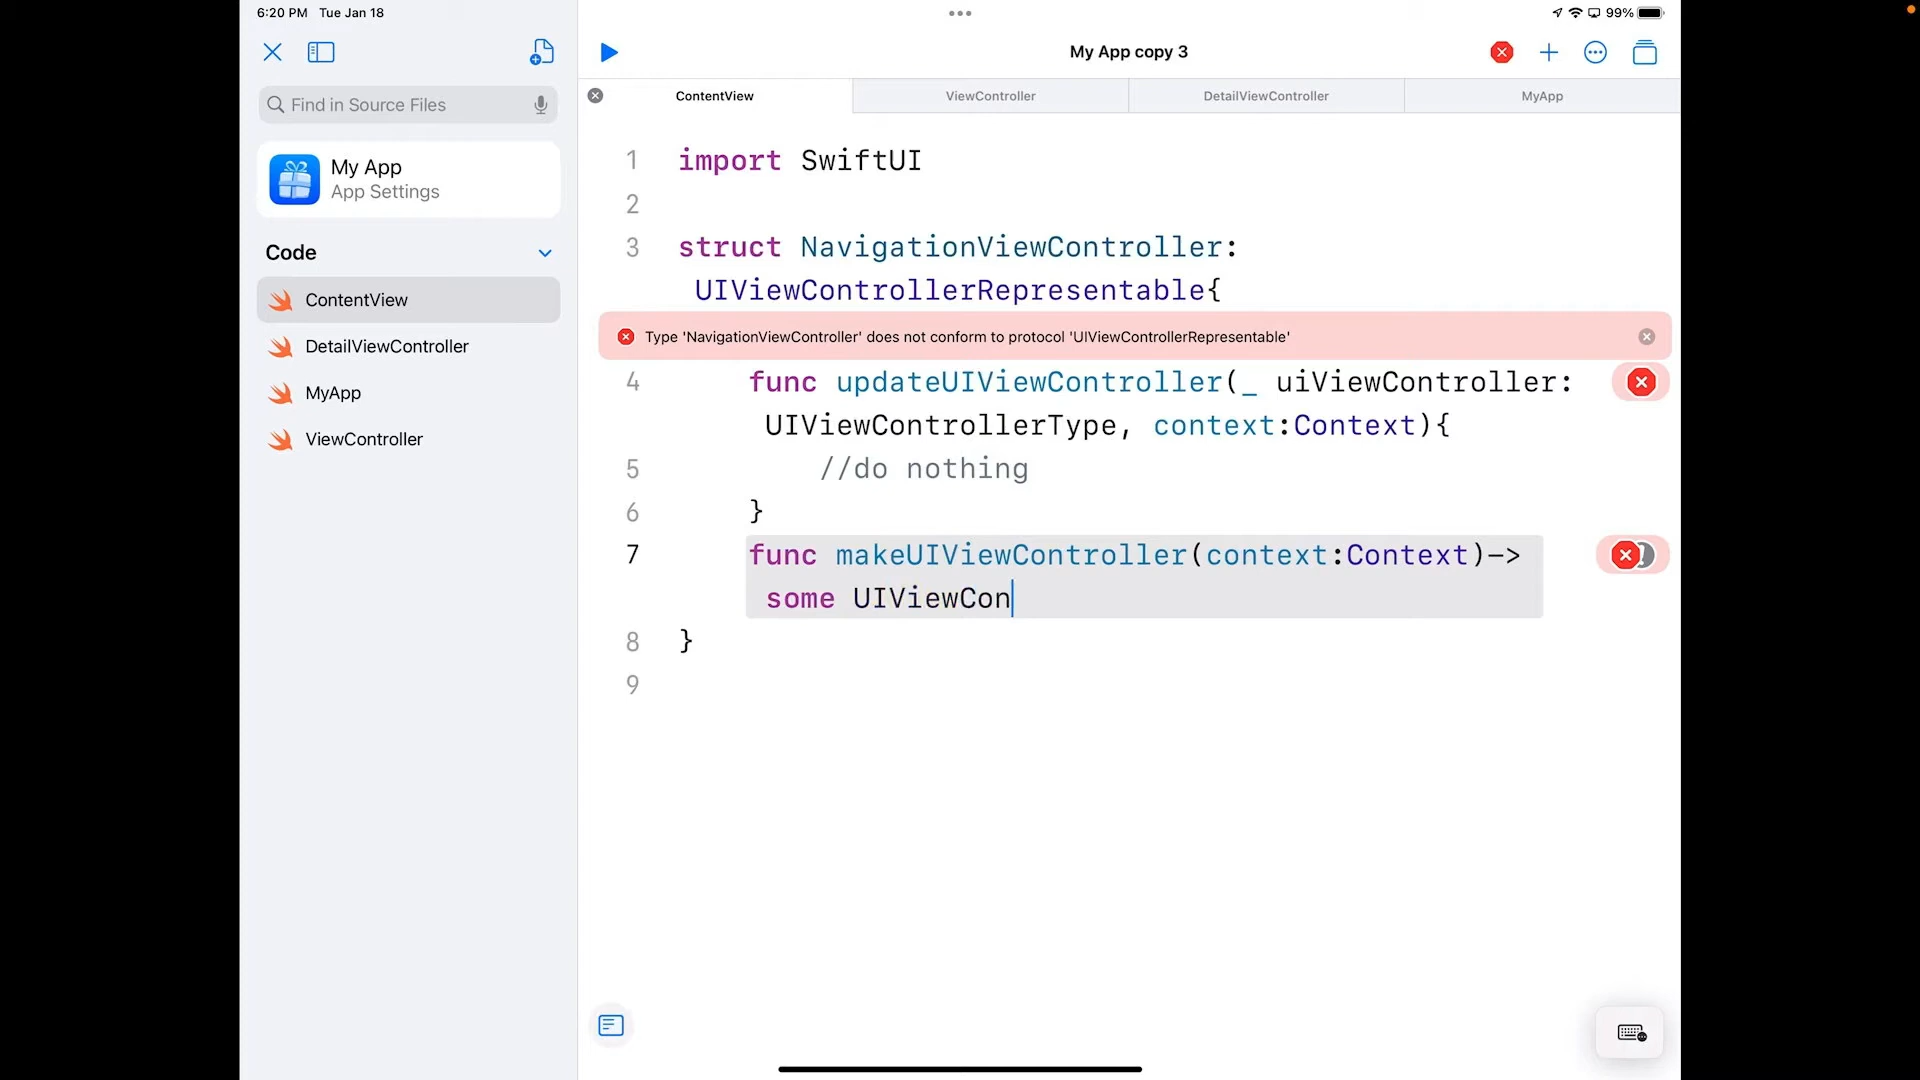 6:20 PM Tue Jan 18
99%
My App copy 3
Find in Source Files
My App
App Settings
Code
ContentView
DetailViewController
MyApp
ViewController
ContentView
ViewController
DetailViewController
MyApp
1 import SwiftUI
2
3 struct NavigationViewController:
UIViewControllerRepresentable{
Type 'NavigationViewController' does not conform to protocol 'UIViewControllerRepresentable'
4 func updateUIViewController(_ uiViewController:
UIViewControllerType, context:Context){
5 //do nothing
6 }
7 func makeUIViewController(context:Context)->
some UIViewCon
8 }
9